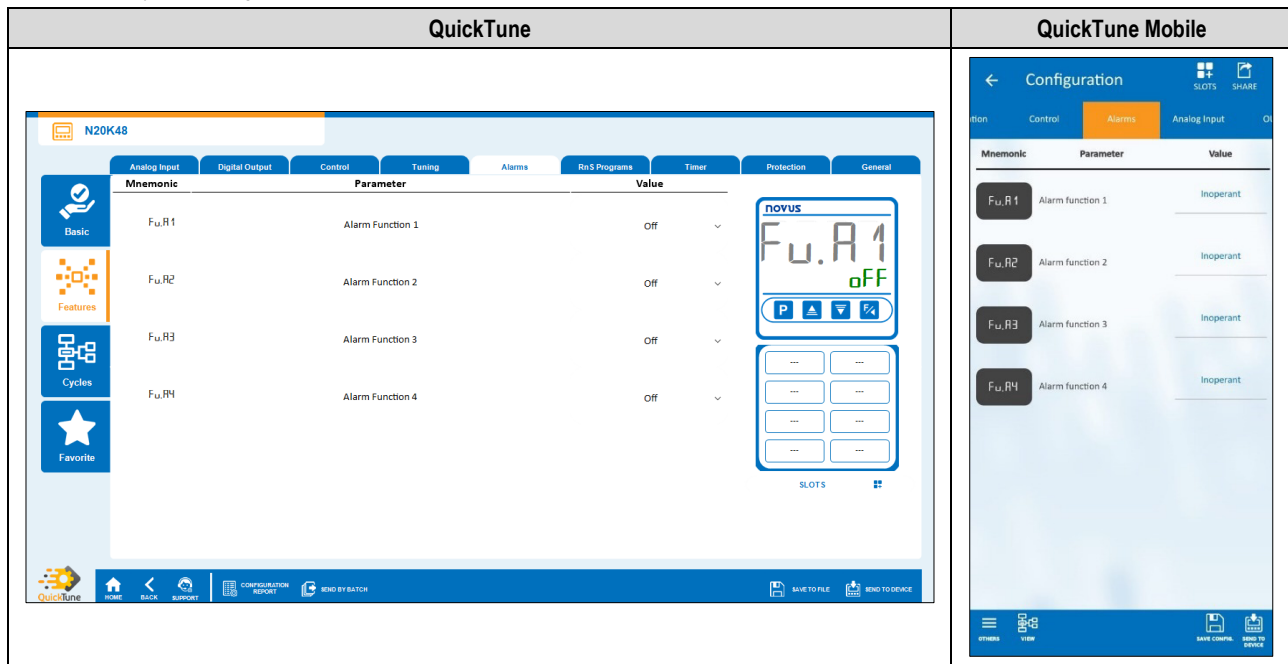 QuickTune
QuickTune Mobile
N20K48
Analog Input Digital Output Control Tuning Alarms RnS Programs Timer Protection General
Mnemonic Parameter Value
Basic
Features
Cycles
Favorite
Fu.A1 Alarm Function 1 Off
Fu.A2 Alarm Function 2 Off
Fu.A3 Alarm Function 3 Off
Fu.A4 Alarm Function 4 Off
novus
Fu.A1
oFF
P F/
--- ---
--- ---
--- ---
--- ---
SLOTS
QuickTune
HOME BACK SUPPORT
CONFIGURATION
REPORT
SEND BY BATCH
SAVE TO FILE SEND TO DEVICE
Configuration
SLOTS SHARE
Control Alarms Analog Input
Mnemonic Parameter Value
Fu.A1 Alarm function 1 Inoperant
Fu.A2 Alarm function 2 Inoperant
Fu.A3 Alarm function 3 Inoperant
Fu.A4 Alarm function 4 Inoperant
OTHERS VIEW SAVE CONFIG. SEND TO
DEVICE